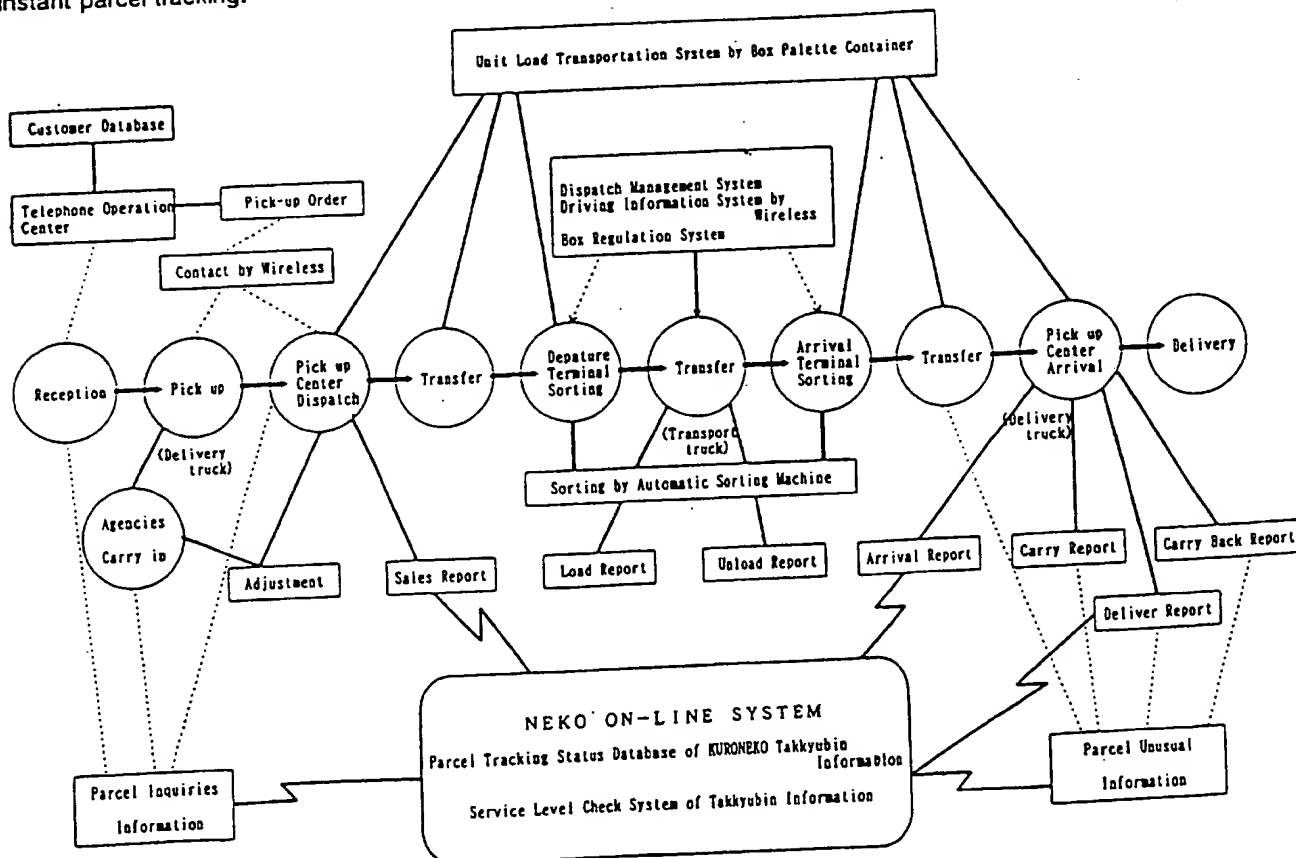 instant parcel tracking.
Unit Load Transportation System by Box Palette Container
Customer Database
Telephone Operation
Center
Pick-up Order
Contact by Wireless
Dispatch Management System
Driving Information System by
Wireless
Box Regulation System
Reception
Pick up
Pick up
Center
Dispatch
Transfer
Depature
Terminal
Sorting
Transfer
Arrival
Terminal
Sorting
Transfer
Pick up
Center
Arrival
Delivery
(Delivery
truck)
(Transport
truck)
(Delivery
truck)
Agencies
Carry in
Sorting by Automatic Sorting Machine
Adjustment
Sales Report
Load Report
Unload Report
Arrival Report
Carry Report
Carry Back Report
Deliver Report
NEKO ON-LINE SYSTEM
Parcel Tracking Status Database of KURONEKO Takkyubin
Information
Service Level Check System of Takkyubin Information
Parcel Inquiries
Information
Parcel Unusual
Information